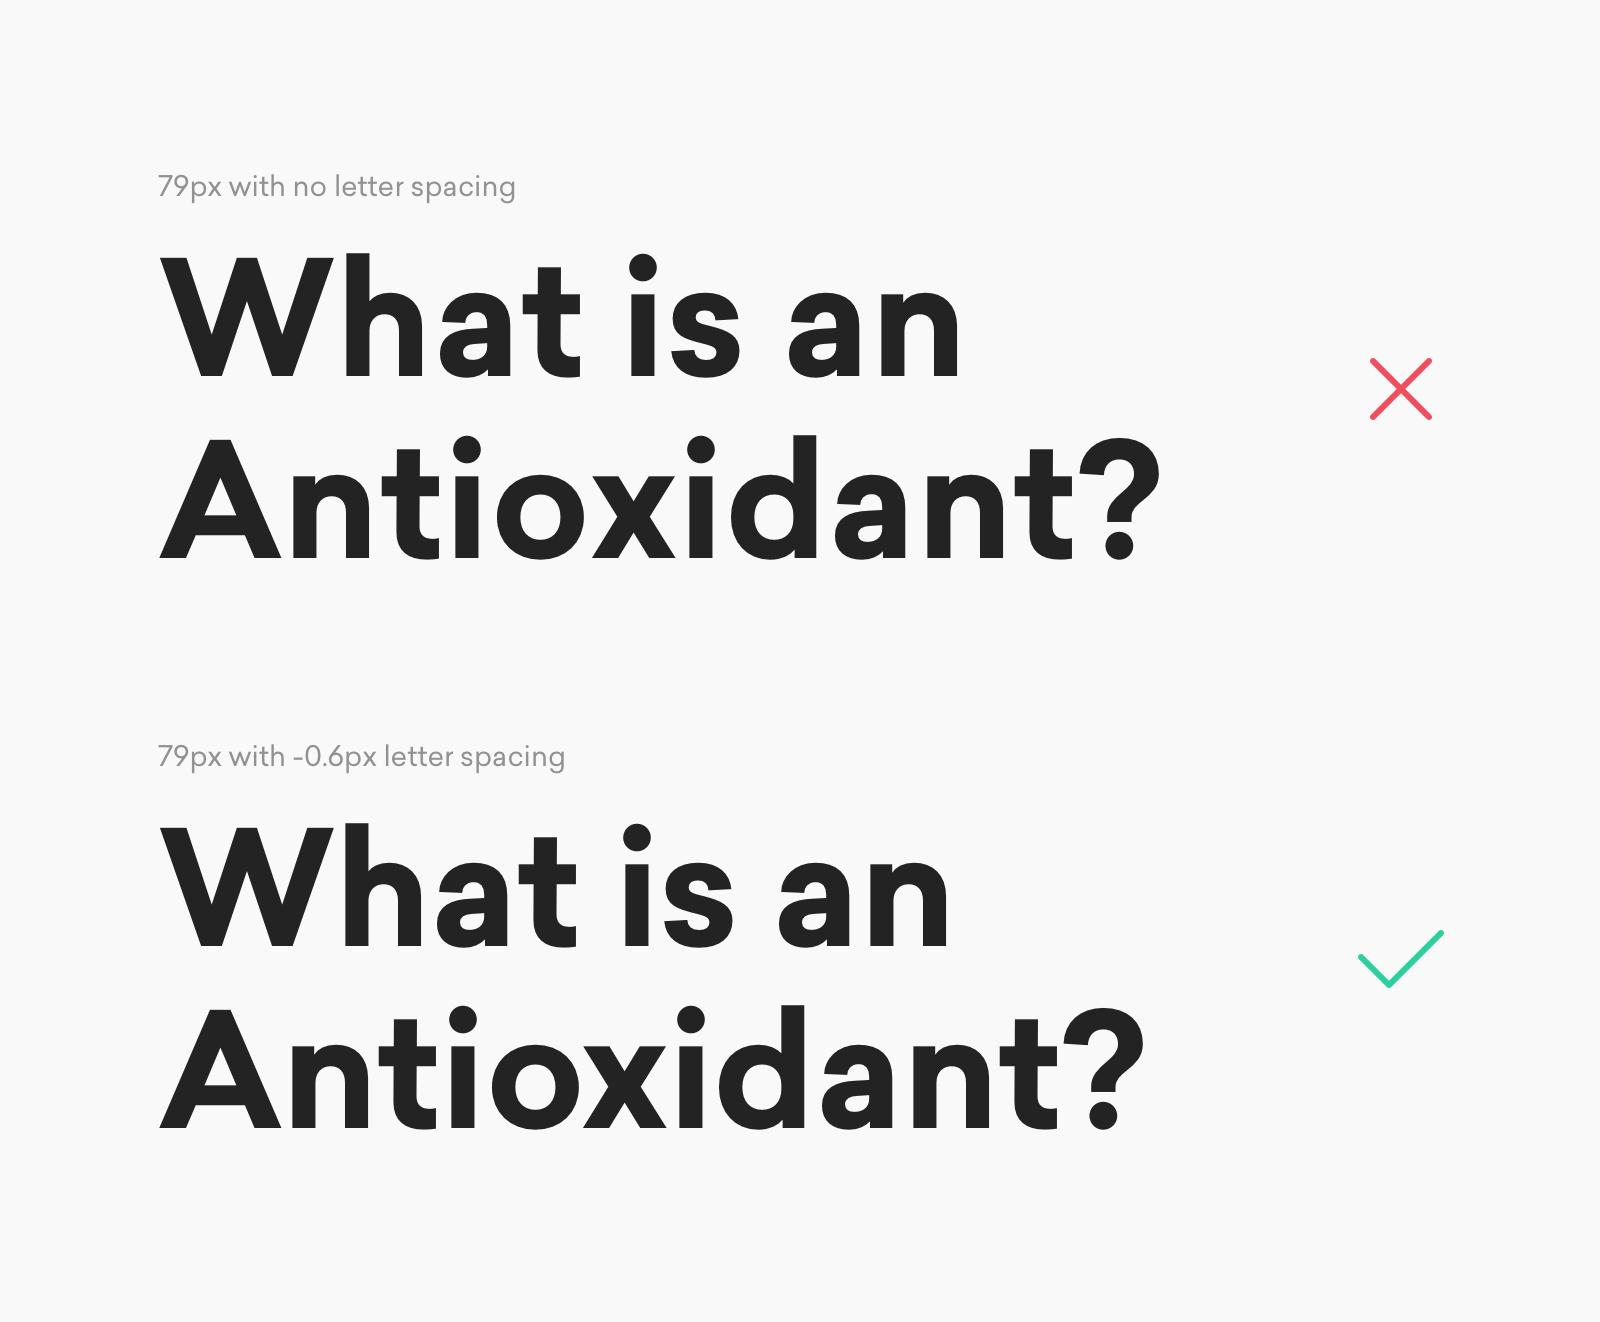 79px with no letter spacing
What is an
Antioxidant?
79px with -0.6px letter spacing
What is an
Antioxidant?